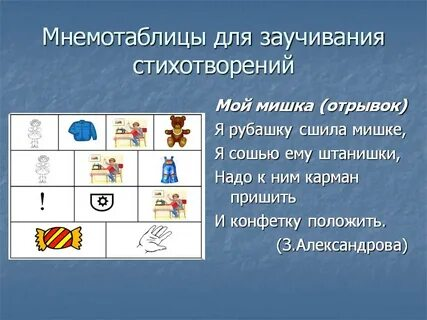 Мнемотаблицы для заучивания
стихотворений
Мой мишка (отрывок)
Я рубашку сшила мишке,
Я сошью ему штанишки,
Надо к ним карман
пришить
И конфетку положить.
(З.Александрова)
!